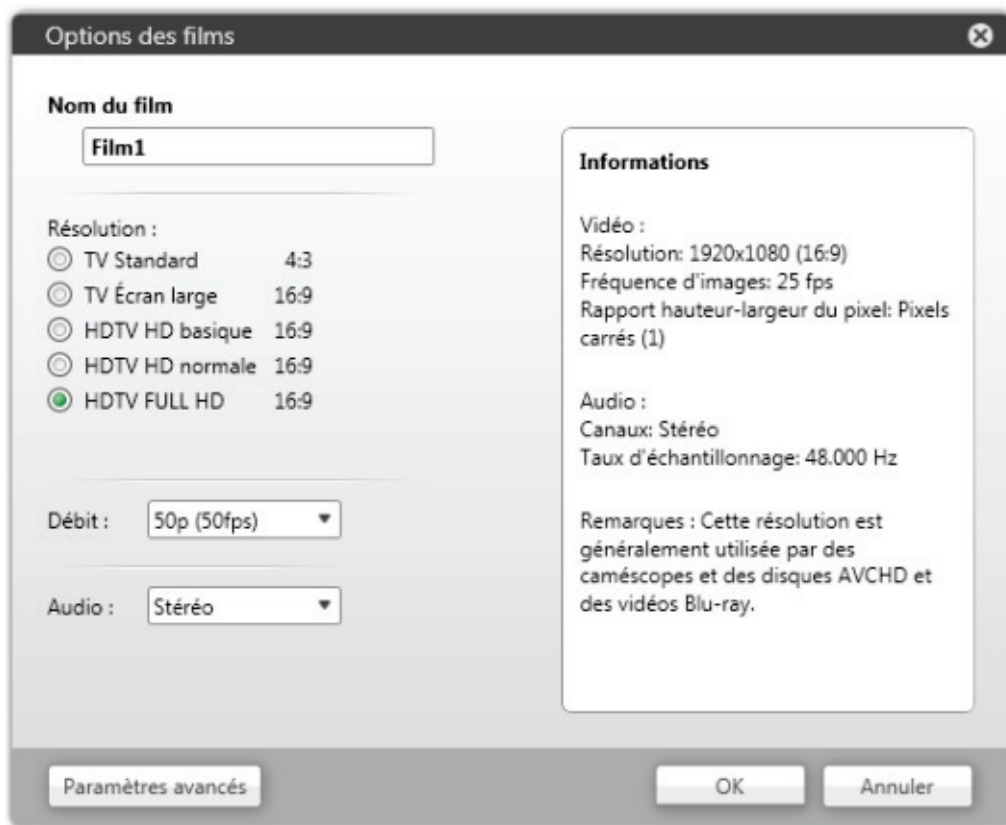 Options des films
Nom du film
Film1
Résolution :
TV Standard 4:3
TV Écran large 16:9
HDTV HD basique 16:9
HDTV HD normale 16:9
HDTV FULL HD 16:9
Débit : 50p (50fps)
Audio : Stéréo
Informations
Vidéo :
Résolution: 1920x1080 (16:9)
Fréquence d'images: 25 fps
Rapport hauteur-largeur du pixel: Pixels
carrés (1)
Audio :
Canaux: Stéréo
Taux d'échantillonnage: 48.000 Hz
Remarques : Cette résolution est
généralement utilisée par des
caméscopes et des disques AVCHD et
des vidéos Blu-ray.
Paramètres avancés
OK
Annuler